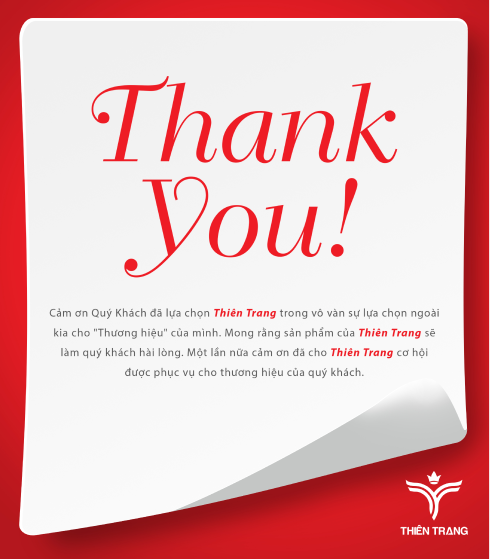 Thank
You!
Cảm ơn Quý Khách đã lựa chọn Thiên Trang trong vô vàn sự lựa chọn ngoài
kia cho "Thương hiệu" của mình. Mong rằng sản phẩm của Thiên Trang sẽ
làm quý khách hài lòng. Một lần nữa cảm ơn đã cho Thiên Trang cơ hội
được phục vụ cho thương hiệu của quý khách.
THIÊN TRANG